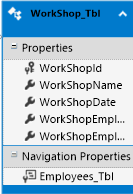 WorkShop_Tbl
Properties
WorkShopId
WorkShopName
WorkShopDate
WorkShopEmpl...
WorkShopEmpl...
Navigation Properties
Employees_Tbl